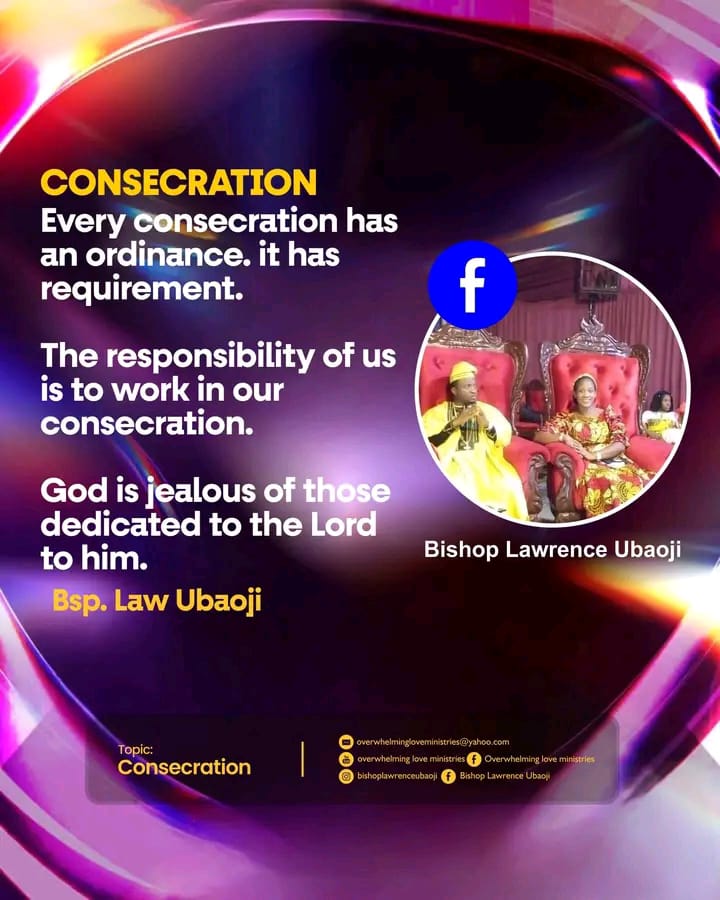 CONSECRATION
Every consecration has
an ordinance. it has
requirement.
The responsibility of us
is to work in our
consecration.
God is jealous of those
dedicated to the Lord
to him.
Bsp. Law Ubaoji
Bishop Lawrence Ubaoji
Topic:
Consecration
overwhelmingloveministries@yahoo.com
overwhelming love ministries Overwhelming love ministries
bishoplawrenceubaoji Bishop Lawrence Ubaoji